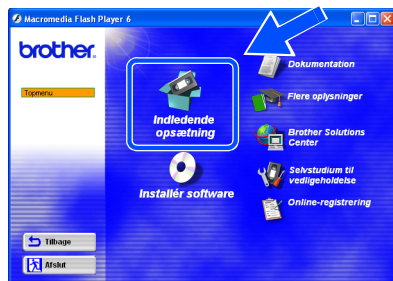 Macromedia Flash Player 6
brother.
Topmenu
Indledende
opsætning
Installér software
Dokumentation
Flere oplysninger
Brother Solutions
Center
Selvstudium til
vedligeholdelse
Online-registrering
Tilbage
Afslut